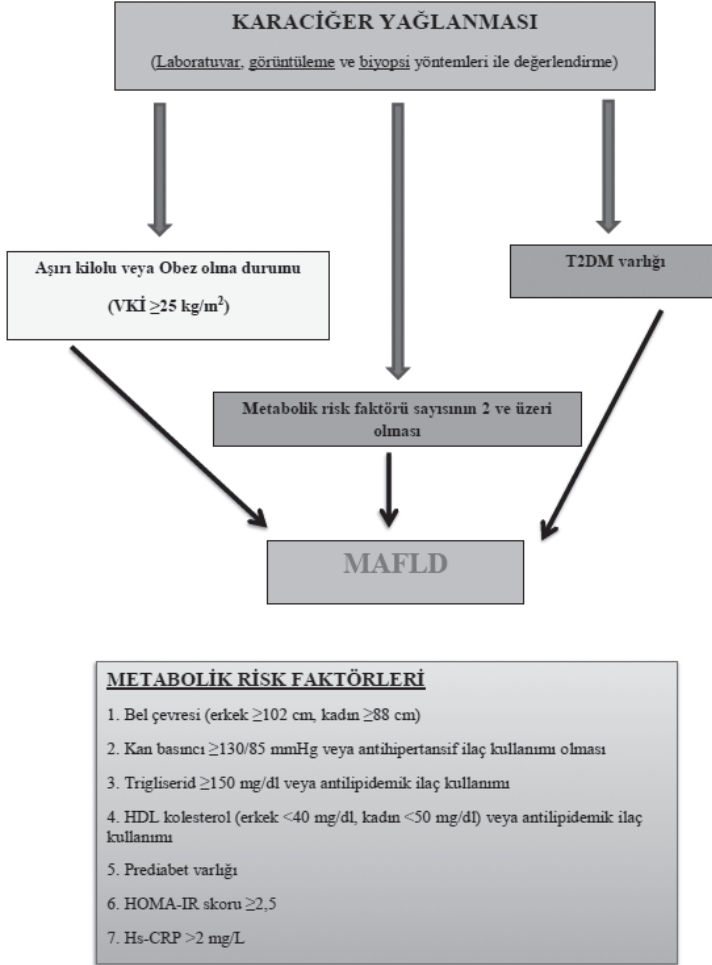 KARACİĞER YAĞLANMASI
(Laboratuvar, görüntüleme ve biyopsi yöntemleri ile değerlendirme)
Aşırı kilolu veya Obez olma durumu
(VKİ ≥25 kg/m²)
T2DM varlığı
Metabolik risk faktörü sayısının 2 ve üzeri
olması
MAFLD
METABOLİK RİSK FAKTÖRLERİ
1. Bel çevresi (erkek ≥102 cm, kadın ≥88 cm)
2. Kan basıncı ≥130/85 mmHg veya antihipertansif ilaç kullanımı olması
3. Trigliserid ≥150 mg/dl veya antilipidemik ilaç kullanımı
4. HDL kolesterol (erkek <40 mg/dl, kadın <50 mg/dl) veya antilipidemik ilaç
kullanımı
5. Prediabet varlığı
6. HOMA-IR skoru ≥2,5
7. Hs-CRP >2 mg/L